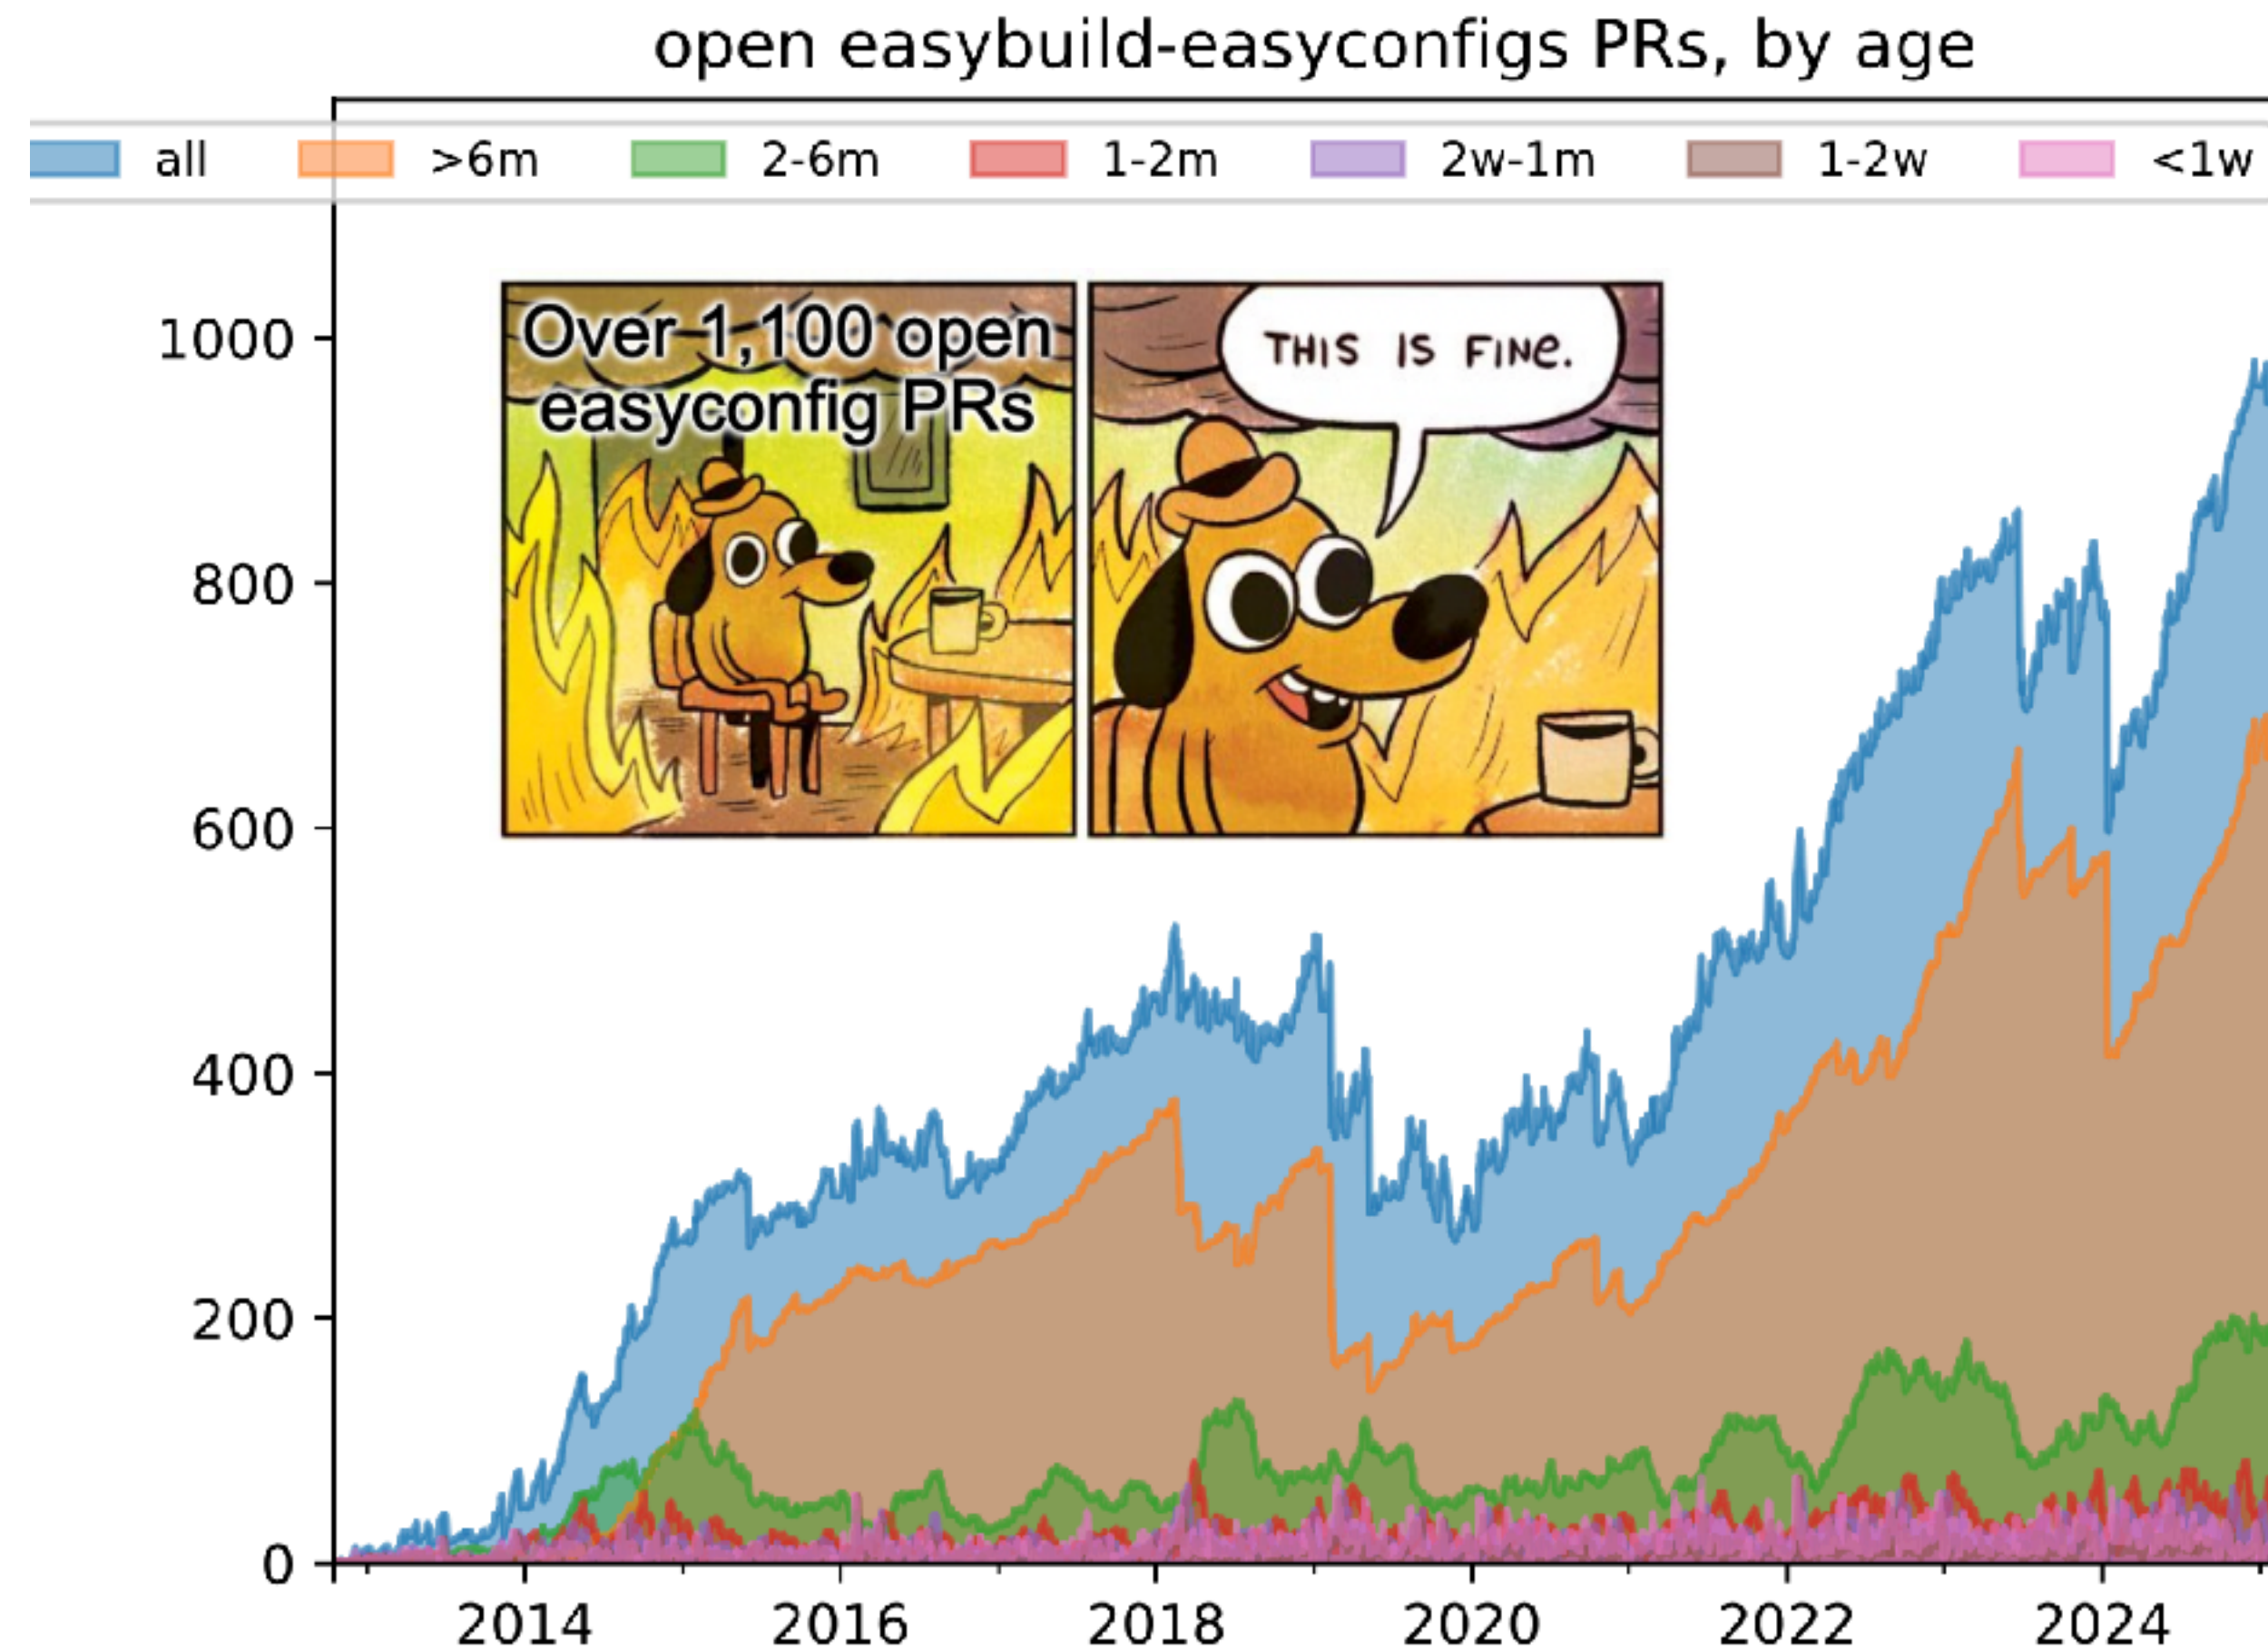 open easybuild-easyconfigs PRs, by age
all >6m 2-6m 1-2m 2w-1m 1-2w <1w
Over 1,100 open
easyconfig PRs
THIS IS FINE.
1000
800
600
400
200
0
2014 2016 2018 2020 2022 2024